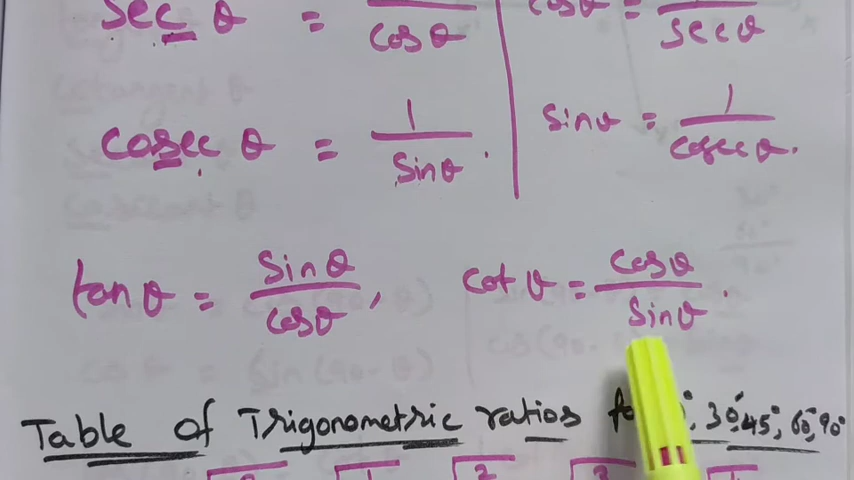 sec θ = 1/cos θ | cos θ = 1/sec θ
cosec θ = 1/sin θ. | sin θ = 1/cosec θ.
tan θ = sin θ/cos θ, cot θ = cos θ/sin θ.
Table of Trigonometric ratios 30°, 45°, 60°, 90°